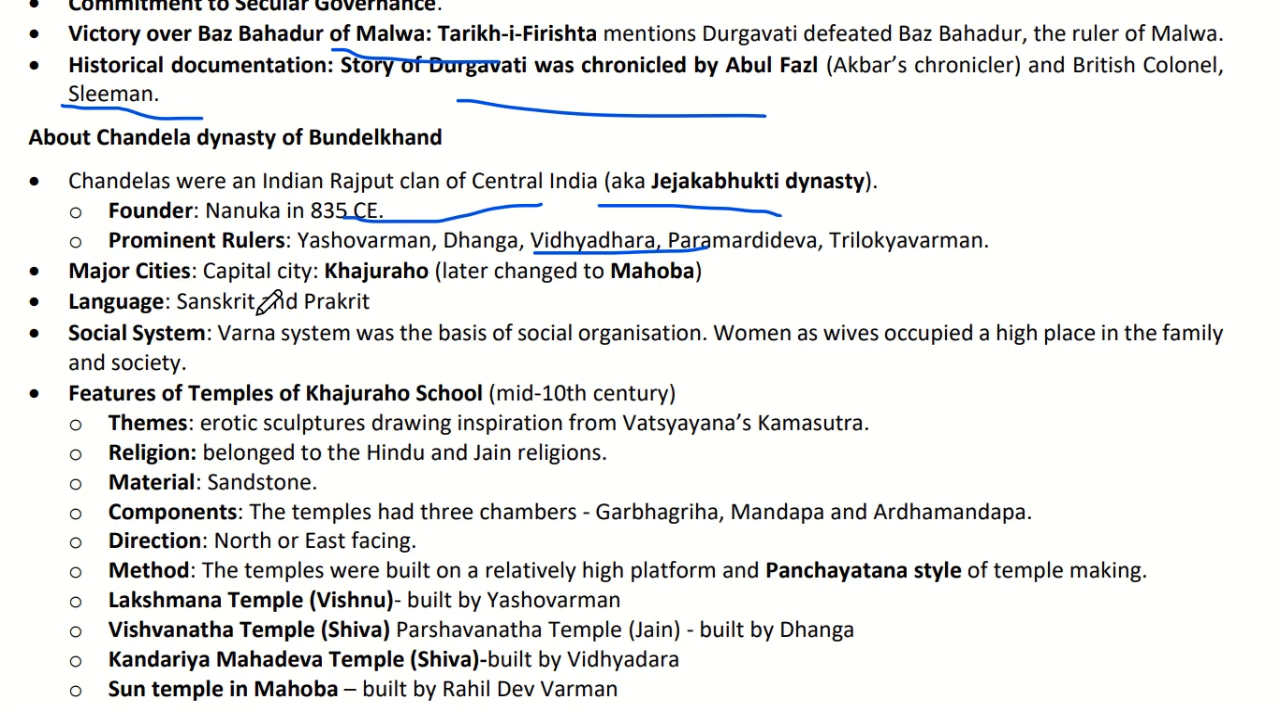 • Commitment to Secular Governance.
• Victory over Baz Bahadur of Malwa: Tarikh-i-Firishta mentions Durgavati defeated Baz Bahadur, the ruler of Malwa.
• Historical documentation: Story of Durgavati was chronicled by Abul Fazl (Akbar’s chronicler) and British Colonel,
Sleeman.
About Chandela dynasty of Bundelkhand
• Chandelas were an Indian Rajput clan of Central India (aka Jejakabhukti dynasty).
o Founder: Nanuka in 835 CE.
o Prominent Rulers: Yashovarman, Dhanga, Vidhyadhara, Paramardideva, Trilokyavarman.
• Major Cities: Capital city: Khajuraho (later changed to Mahoba)
• Language: Sanskrit and Prakrit
• Social System: Varna system was the basis of social organisation. Women as wives occupied a high place in the family
and society.
• Features of Temples of Khajuraho School (mid-10th century)
o Themes: erotic sculptures drawing inspiration from Vatsyayana’s Kamasutra.
o Religion: belonged to the Hindu and Jain religions.
o Material: Sandstone.
o Components: The temples had three chambers - Garbhagriha, Mandapa and Ardhamandapa.
o Direction: North or East facing.
o Method: The temples were built on a relatively high platform and Panchayatana style of temple making.
o Lakshmana Temple (Vishnu)- built by Yashovarman
o Vishvanatha Temple (Shiva) Parshavanatha Temple (Jain) - built by Dhanga
o Kandariya Mahadeva Temple (Shiva)-built by Vidhyadara
o Sun temple in Mahoba – built by Rahil Dev Varman